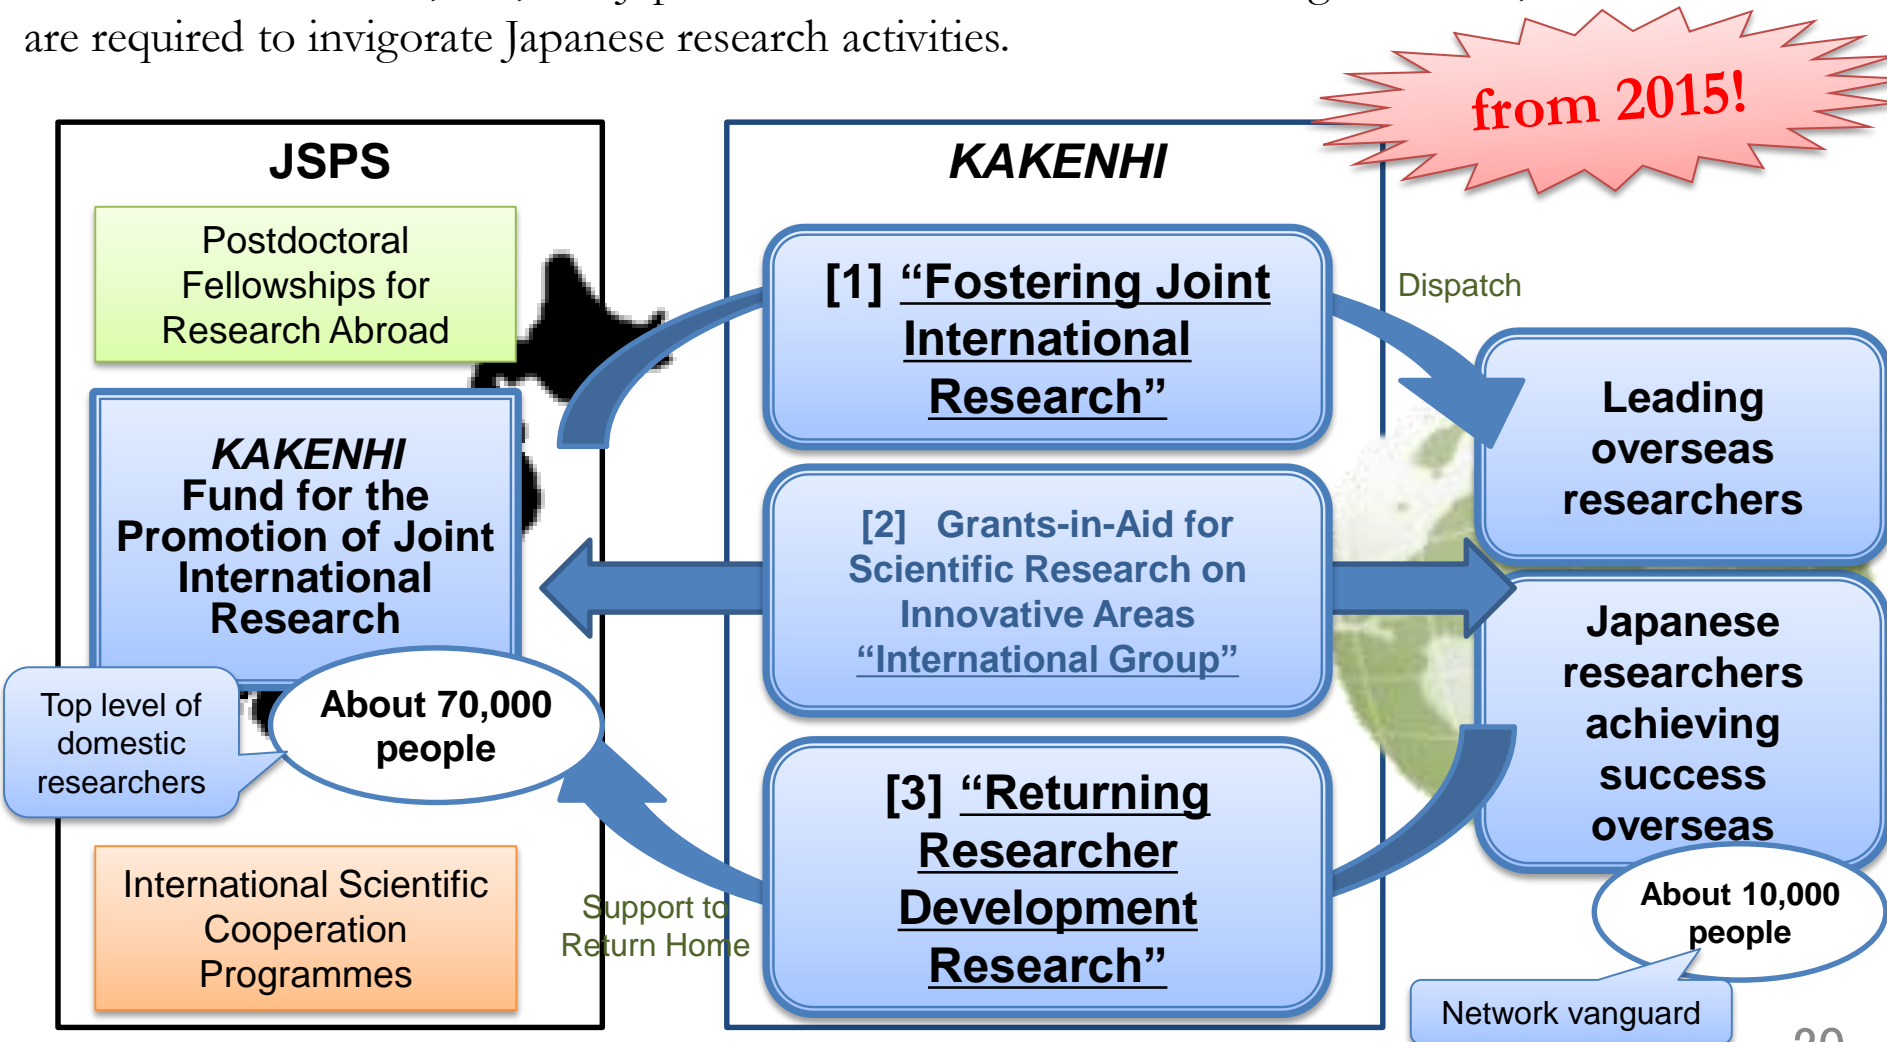 are required to invigorate Japanese research activities.
from 2015!
JSPS
Postdoctoral
Fellowships for
Research Abroad
KAKENHI
Fund for the
Promotion of Joint
International
Research
Top level of
domestic
researchers
About 70,000
people
International Scientific
Cooperation
Programmes
KAKENHI
[1] “Fostering Joint
International
Research”
[2] Grants-in-Aid for
Scientific Research on
Innovative Areas
“International Group”
[3] “Returning
Researcher
Development
Research”
Dispatch
Support to
Return Home
Leading
overseas
researchers
Japanese
researchers
achieving
success
overseas
About 10,000
people
Network vanguard